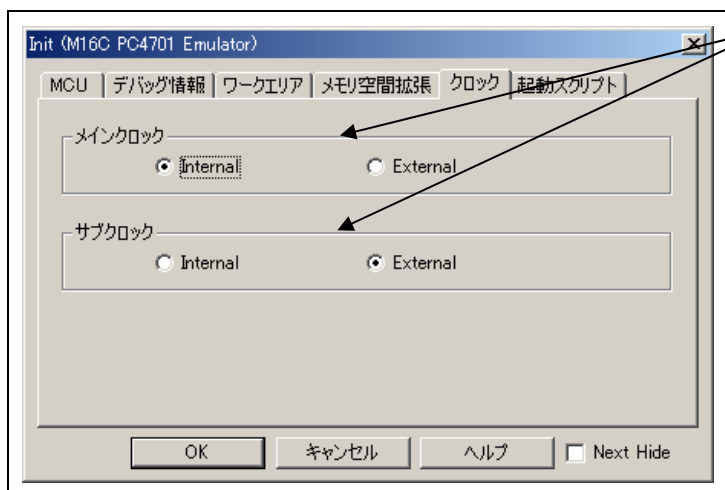 Init (M16C PC4701 Emulator)
MCU デバッグ情報 ワークエリア メモリ空間拡張 クロック 起動スクリプト
メインクロック
Internal External
サブクロック
Internal External
OK キャンセル ヘルプ Next Hide